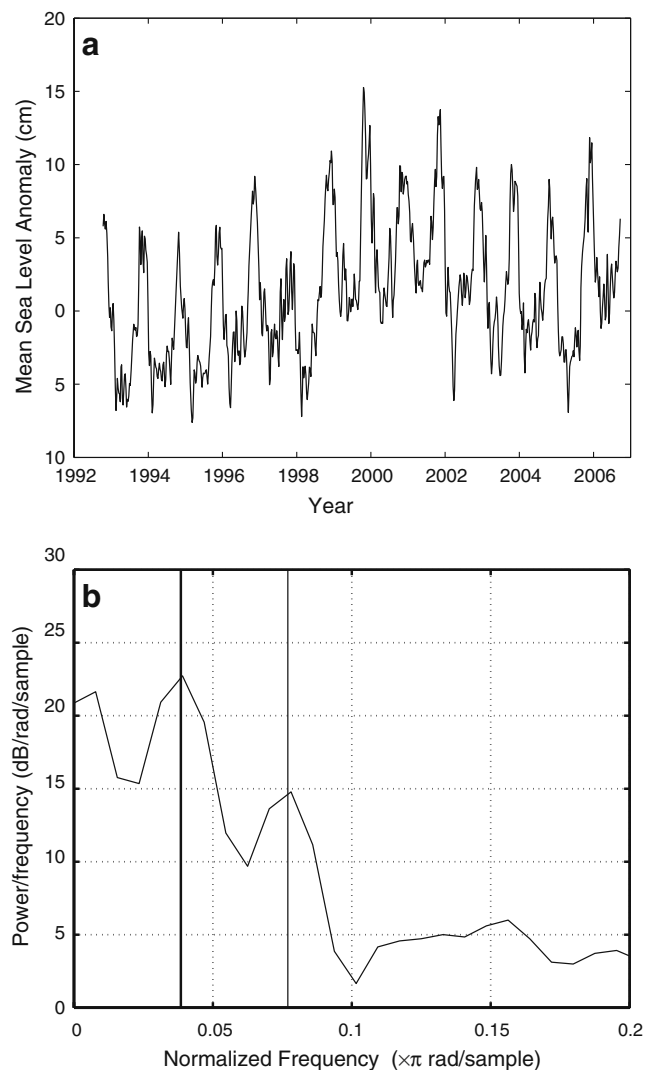 a
20
15
10
5
0
5
10
Mean Sea Level Anomaly (cm)
1992 1994 1996 1998 2000 2002 2004 2006
Year
b
30
25
20
15
10
5
0
Power/frequency (dB/rad/sample)
0 0.05 0.1 0.15 0.2
Normalized Frequency (×π rad/sample)